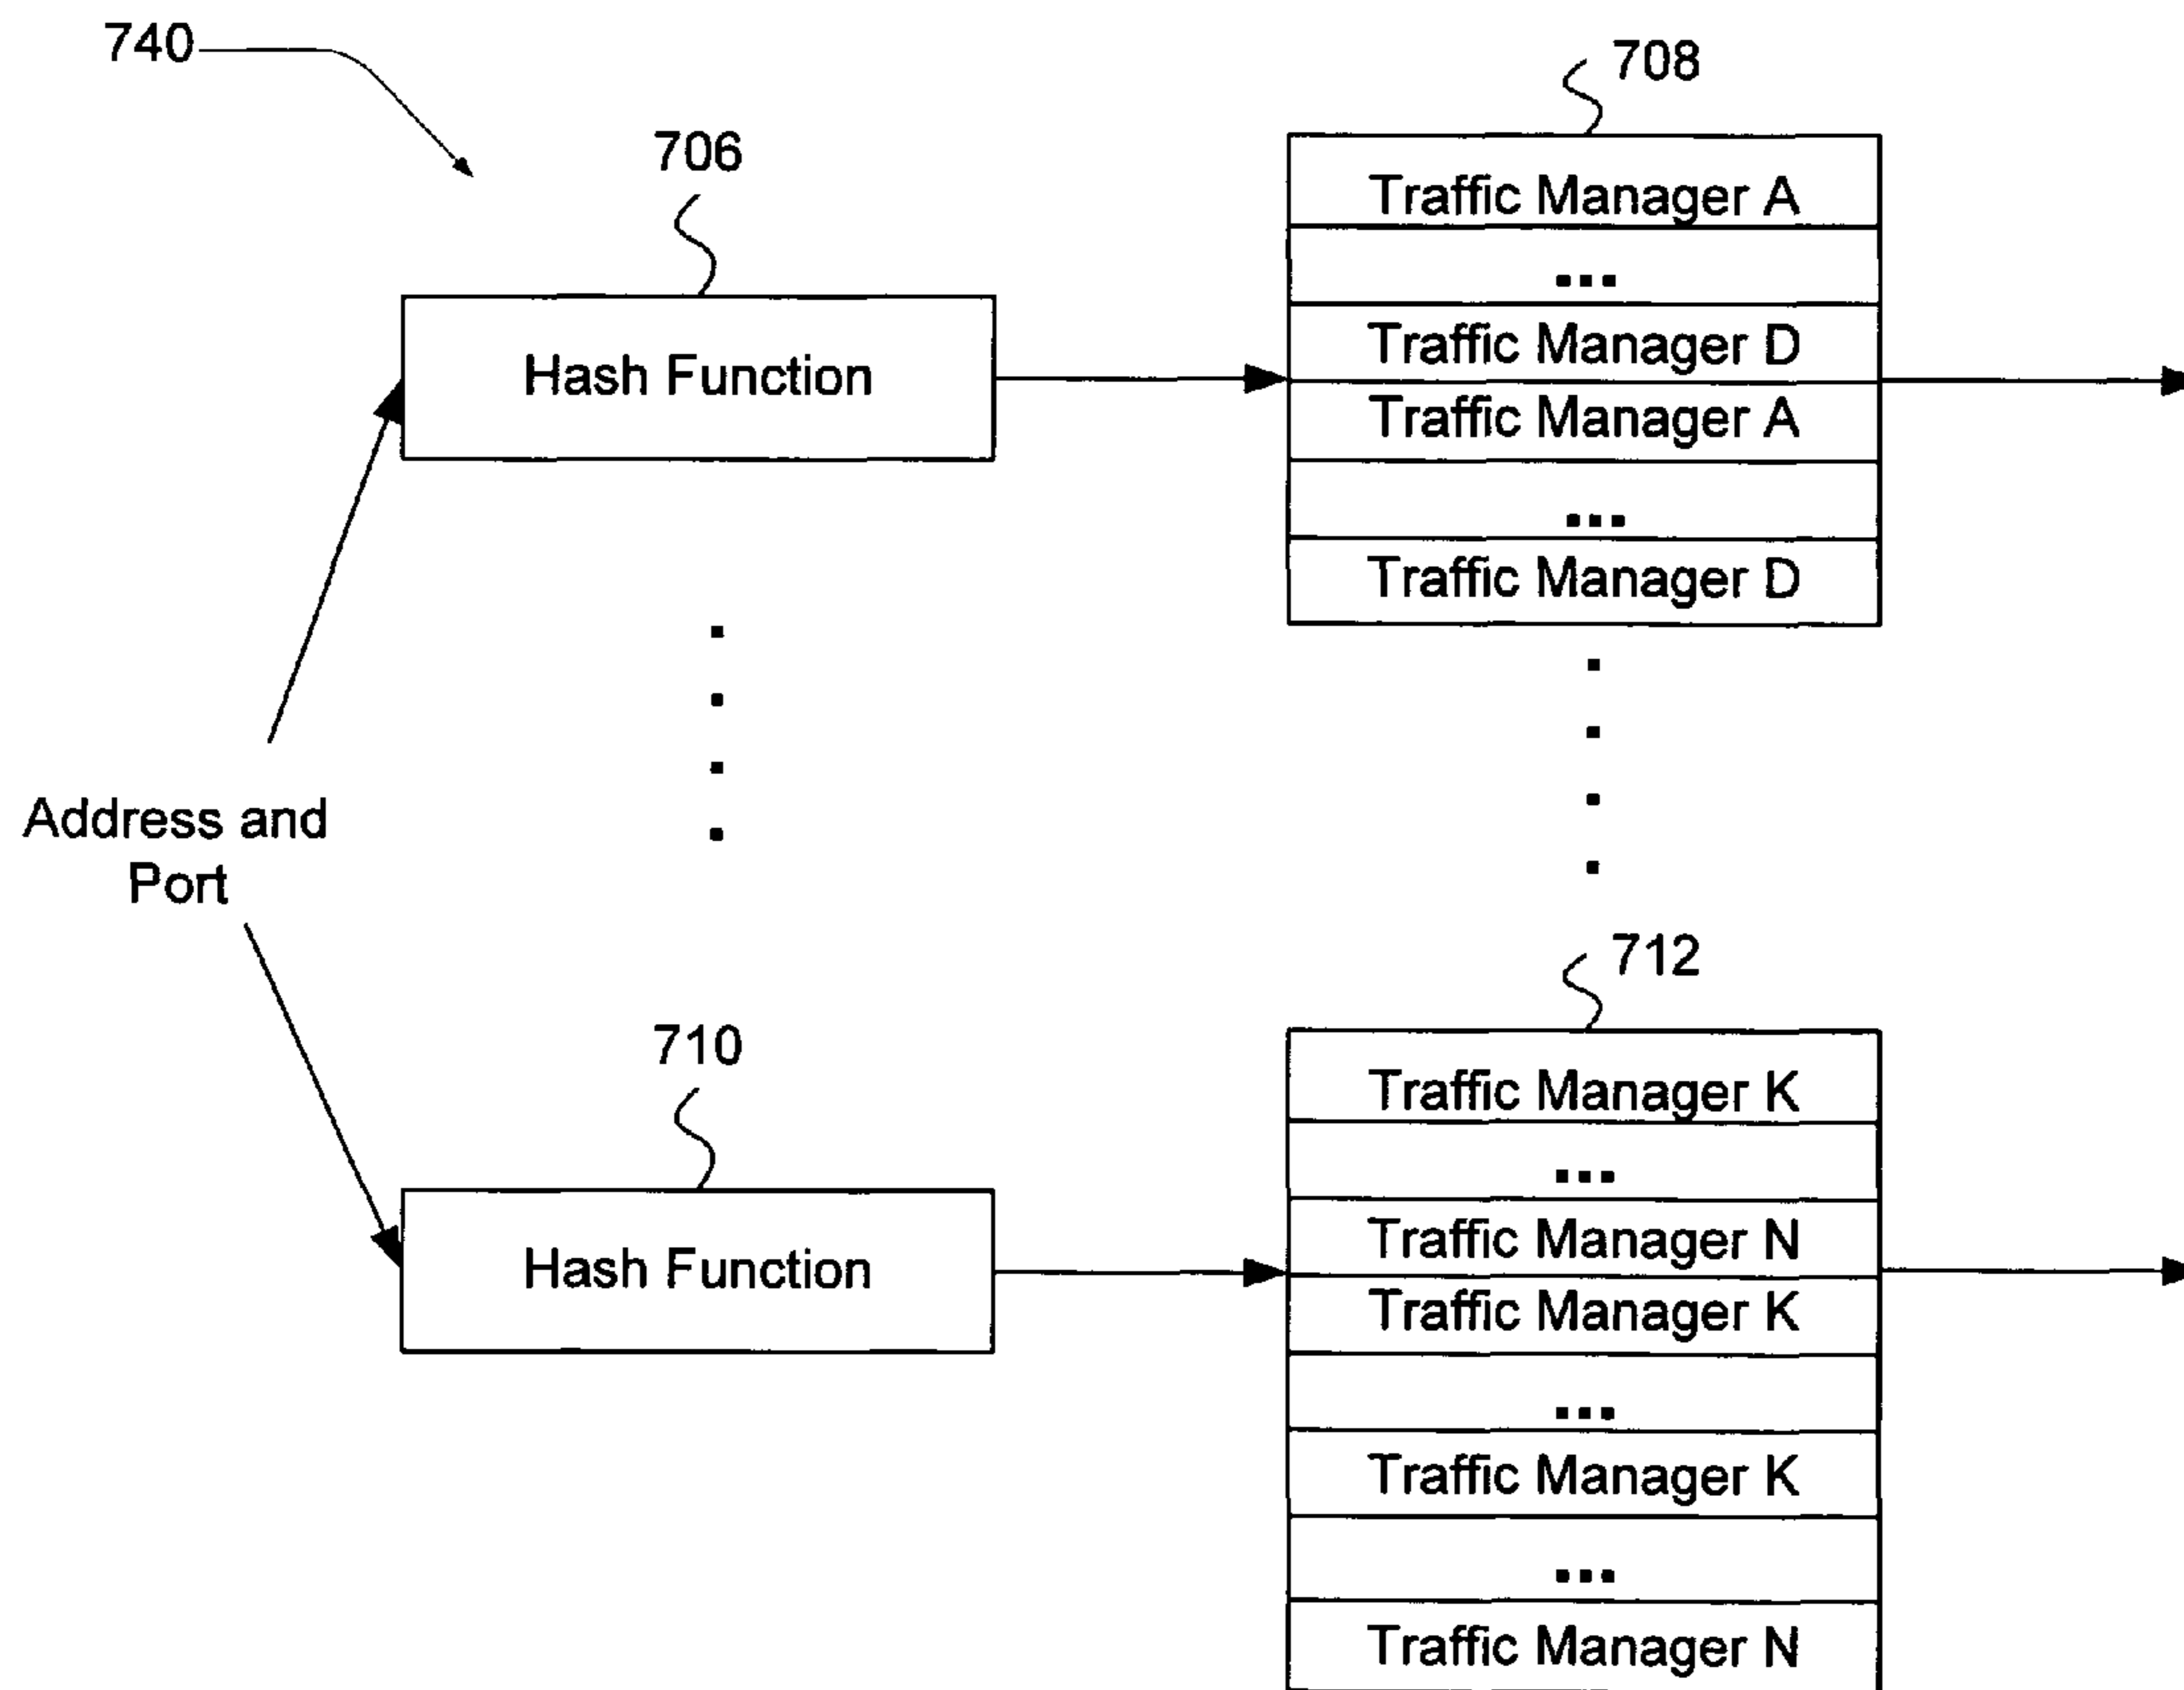 740
708
706
Traffic Manager A
...
Traffic Manager D
Traffic Manager A
...
Traffic Manager D
Hash Function
Address and
Port
712
710
Traffic Manager K
...
Traffic Manager N
Traffic Manager K
...
Traffic Manager K
...
Traffic Manager N
Hash Function